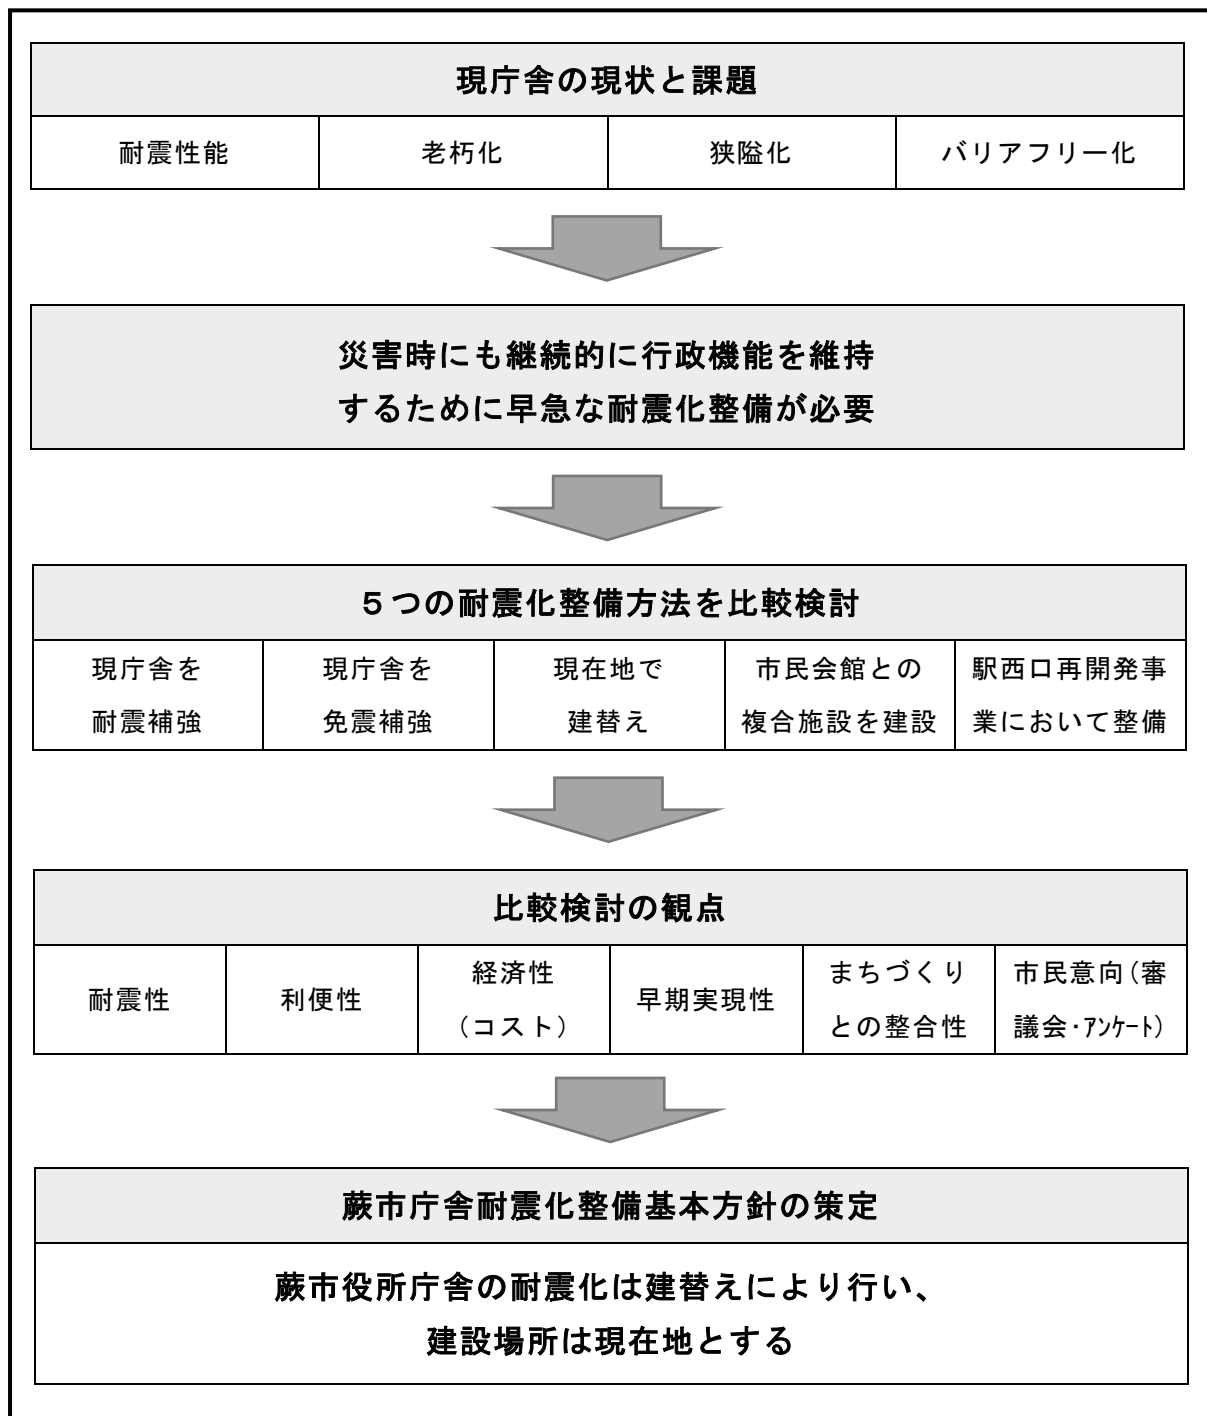 現庁舎の現状と課題
耐震性能
老朽化
狭隘化
バリアフリー化
災害時にも継続的に行政機能を維持
するために早急な耐震化整備が必要
５つの耐震化整備方法を比較検討
現庁舎を
耐震補強
現庁舎を
免震補強
現在地で
建替え
市民会館との
複合施設を建設
駅西口再開発事
業において整備
比較検討の観点
耐震性
利便性
経済性
（コスト）
早期実現性
まちづくり
との整合性
市民意向（審
議会・ｱﾝｹｰﾄ）
蕨市庁舎耐震化整備基本方針の策定
蕨市役所庁舎の耐震化は建替えにより行い、
建設場所は現在地とする